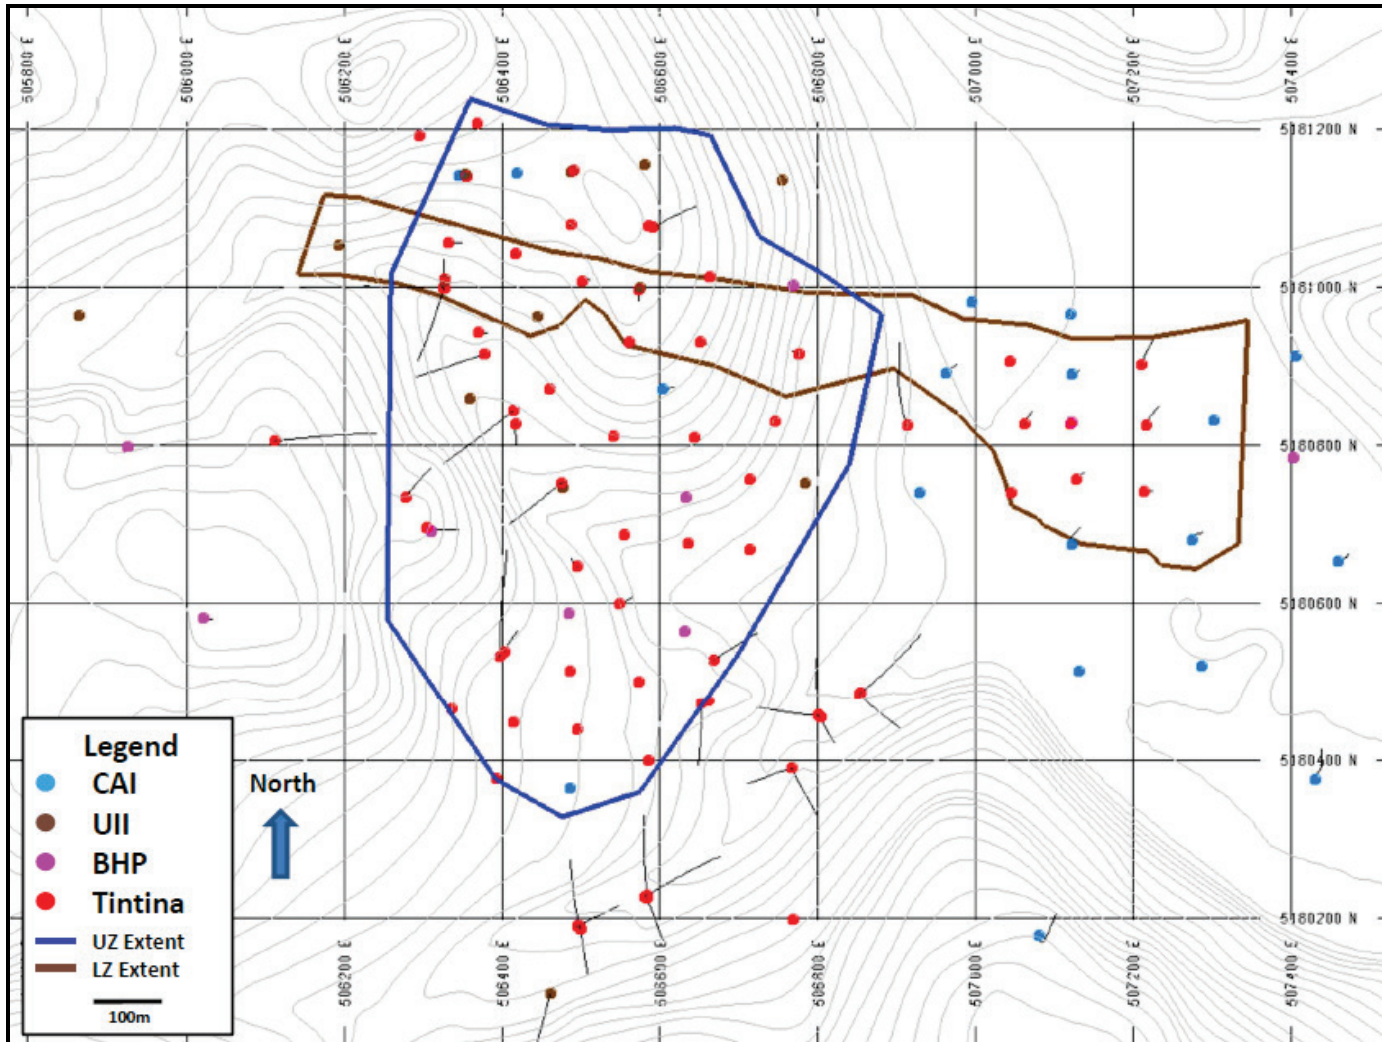 505800 E
506000 E
506200 E
506400 E
506600 E
506800 E
507000 E
507200 E
507400 E
5181200 N
5181000 N
5180800 N
5180600 N
5180400 N
5180200 N
Legend
CAI
UII
BHP
Tintina
UZ Extent
LZ Extent
100m
North
506200 E
506400 E
506600 E
506800 E
507000 E
507200 E
507400 E